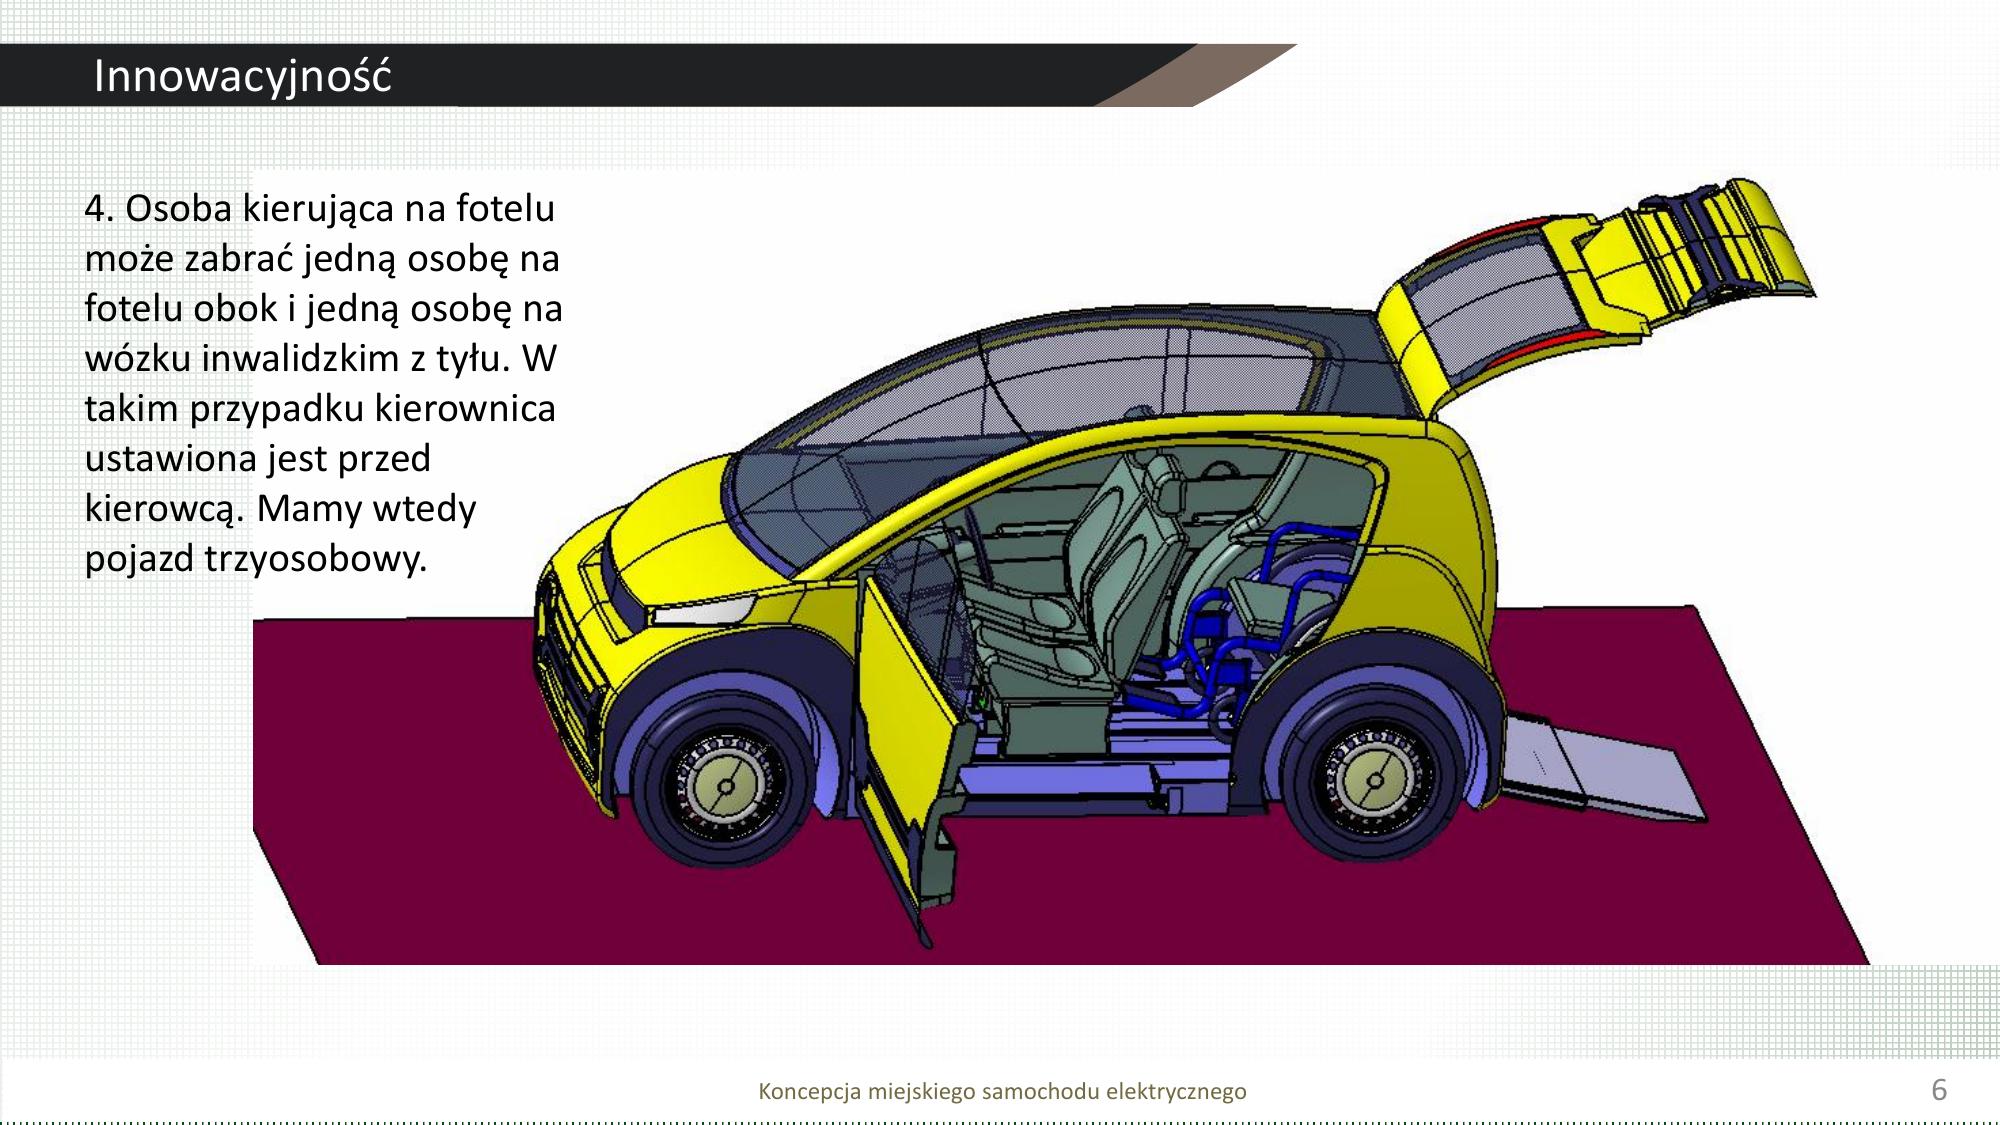 Innowacyjność
4. Osoba kierująca na fotelu
może zabrać jedną osobę na
fotelu obok i jedną osobę na
wózku inwalidzkim z tyłu. W
takim przypadku kierownica
ustawiona jest przed
kierowcą. Mamy wtedy
pojazd trzyosobowy.
Koncepcja miejskiego samochodu elektrycznego
6